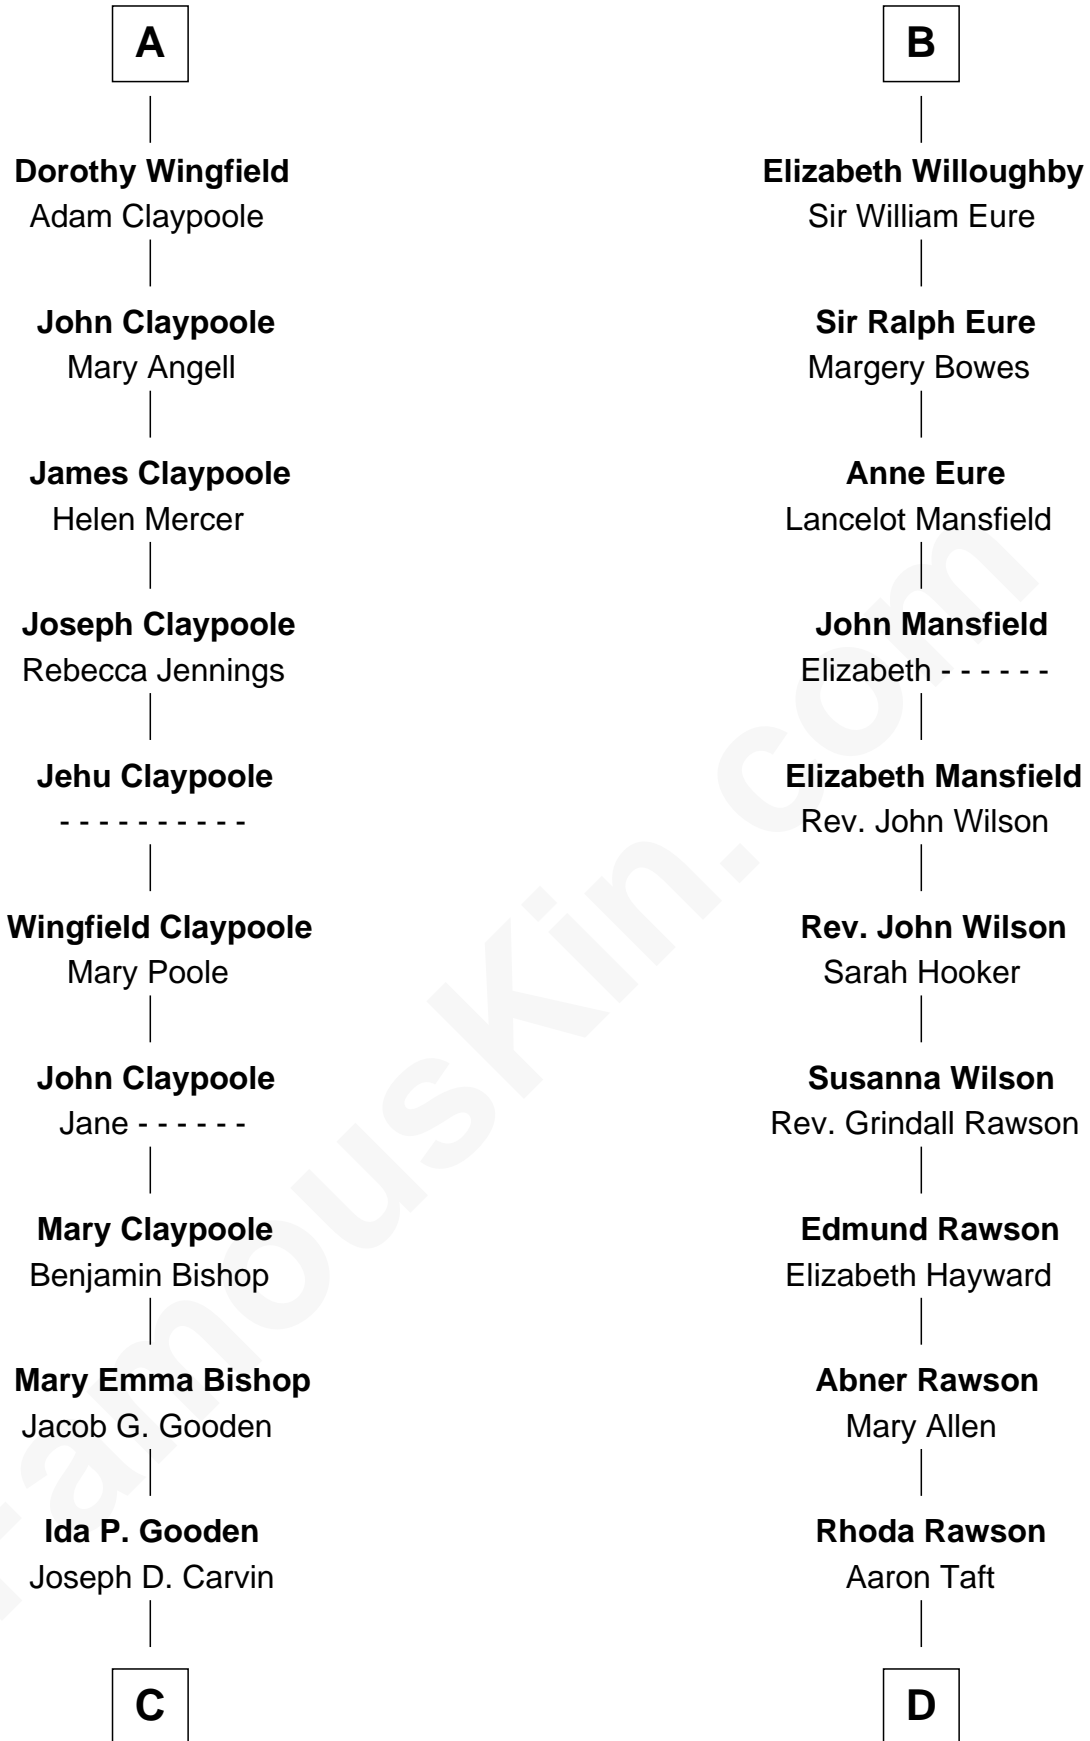 A
Dorothy Wingfield
Adam Claypoole
John Claypoole
Mary Angell
James Claypoole
Helen Mercer
Joseph Claypoole
Rebecca Jennings
Jehu Claypoole
- - - - - - - - - -
Wingfield Claypoole
Mary Poole
John Claypoole
Jane - - - - - -
Mary Claypoole
Benjamin Bishop
Mary Emma Bishop
Jacob G. Gooden
Ida P. Gooden
Joseph D. Carvin
C
B
Elizabeth Willoughby
Sir William Eure
Sir Ralph Eure
Margery Bowes
Anne Eure
Lancelot Mansfield
John Mansfield
Elizabeth - - - - - -
Elizabeth Mansfield
Rev. John Wilson
Rev. John Wilson
Sarah Hooker
Susanna Wilson
Rev. Grindall Rawson
Edmund Rawson
Elizabeth Hayward
Abner Rawson
Mary Allen
Rhoda Rawson
Aaron Taft
D
FamousKin.com